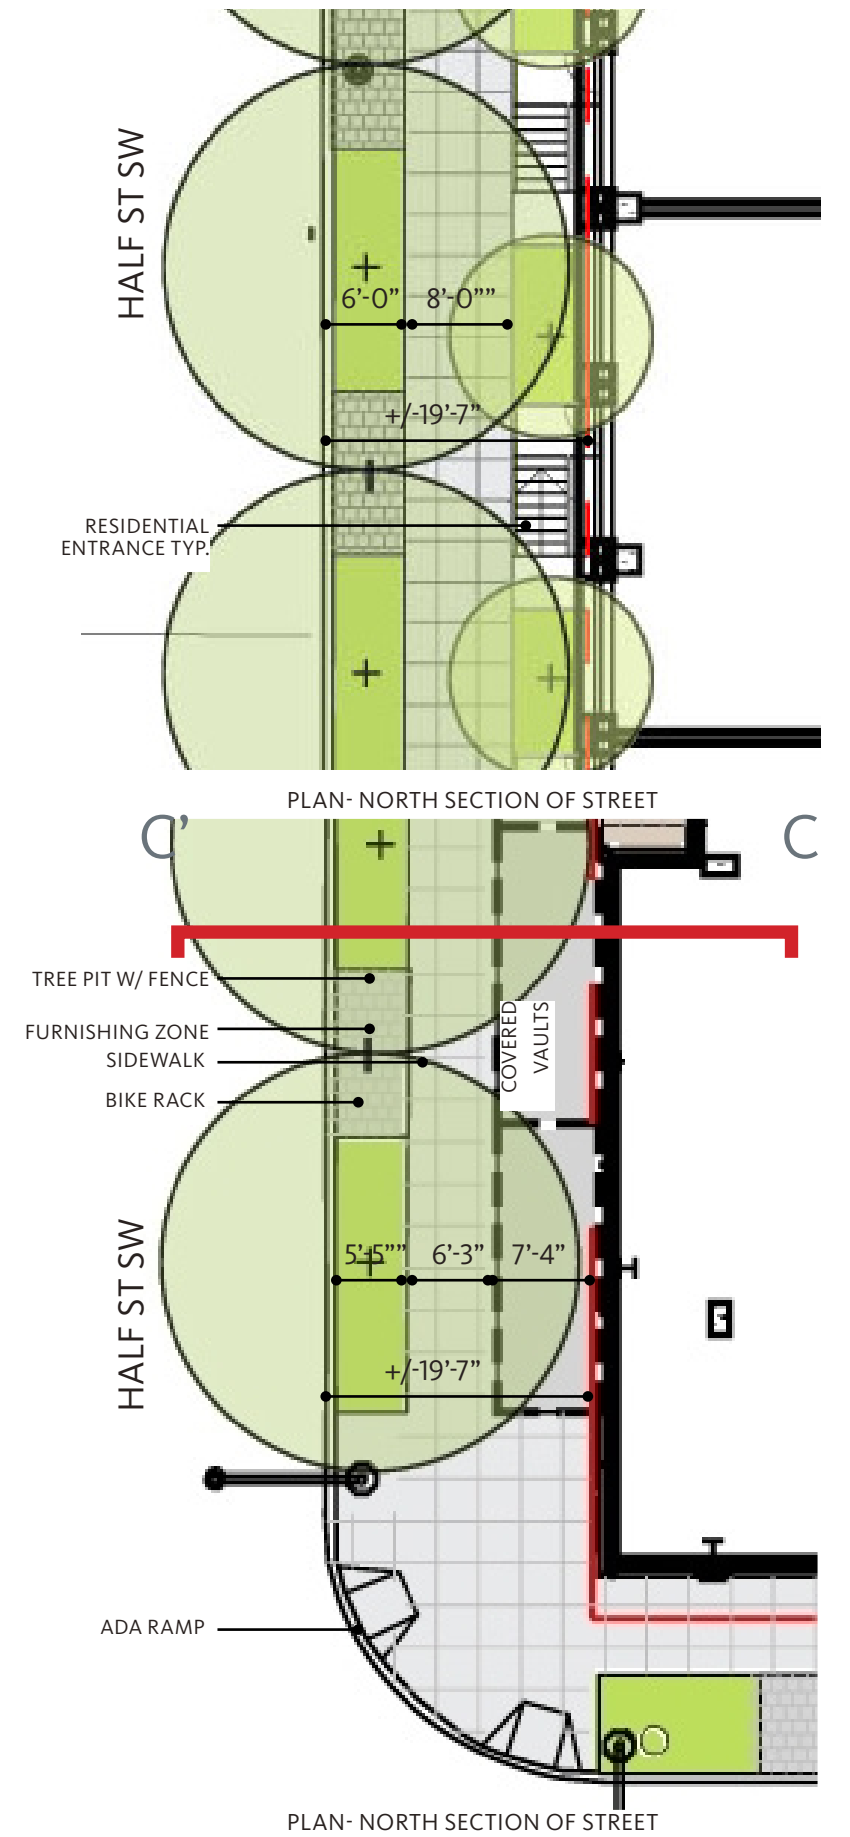 HALF ST SW
6’-0” 8’-0””
+/-19’-7”
RESIDENTIAL
ENTRANCE TYP.
PLAN- NORTH SECTION OF STREET
C’ C
TREE PIT W/ FENCE
FURNISHING ZONE
SIDEWALK
BIKE RACK
COVERED
VAULTS
HALF ST SW
5’-5”” 6’-3” 7’-4”
+/-19’-7”
ADA RAMP
PLAN- NORTH SECTION OF STREET